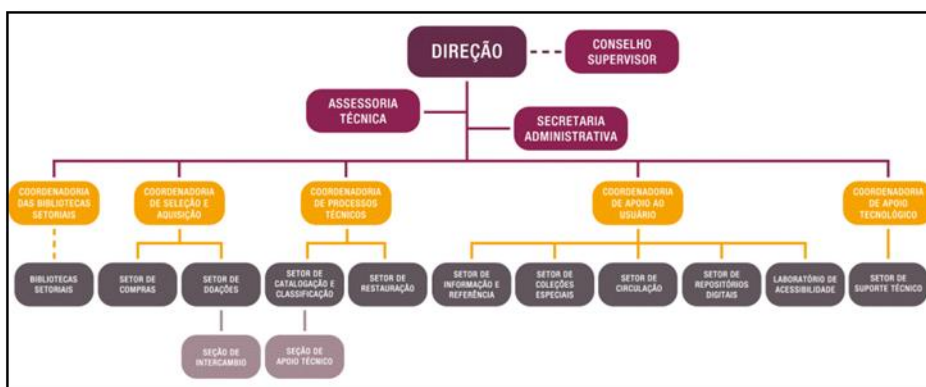 DIREÇÃO
CONSELHO
SUPERVISOR
ASSESSORIA
TÉCNICA
SECRETARIA
ADMINISTRATIVA
COORDENADORIA
DAS BIBLIOTECAS
SETORIAIS
COORDENADORIA
DE SELEÇÃO E
AQUISIÇÃO
COORDENADORIA
DE PROCESSOS
TÉCNICOS
COORDENADORIA
DE APOIO AO
USUÁRIO
COORDENADORIA
DE APOIO
TECNOLÓGICO
BIBLIOTECAS
SETORIAIS
SETOR DE
COMPRAS
SETOR DE
DOAÇÕES
SETOR DE
CATALOGAÇÃO E
CLASSIFICAÇÃO
SETOR DE
RESTAURAÇÃO
SETOR DE
INFORMAÇÃO E
REFERÊNCIA
SETOR DE
COLEÇÕES
ESPECIAIS
SETOR DE
CIRCULAÇÃO
SETOR DE
REPOSITÓRIOS
DIGITAIS
LABORATÓRIO DE
ACESSIBILIDADE
SETOR DE
SUPORTE TÉCNICO
SEÇÃO DE
INTERCAMBIO
SEÇÃO DE
APOIO TÉCNICO